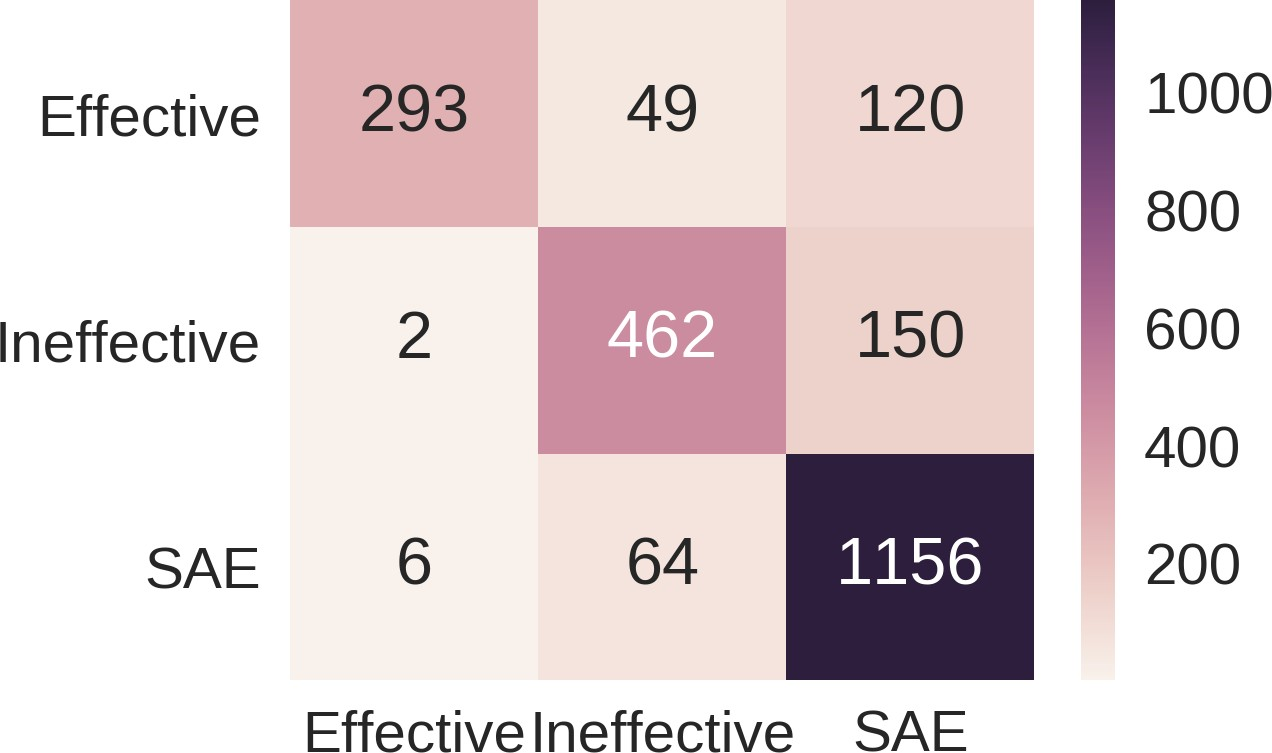 Effective 293 49 120
Ineffective 2 462 150
SAE 6 64 1156
Effective Ineffective SAE
1000
800
600
400
200